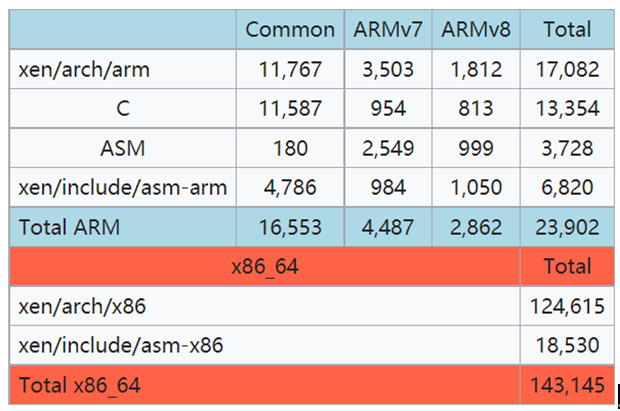 Common ARMv7 ARMv8 Total
xen/arch/arm 11,767 3,503 1,812 17,082
C 11,587 954 813 13,354
ASM 180 2,549 999 3,728
xen/include/asm-arm 4,786 984 1,050 6,820
Total ARM 16,553 4,487 2,862 23,902
x86_64 Total
xen/arch/x86 124,615
xen/include/asm-x86 18,530
Total x86_64 143,145